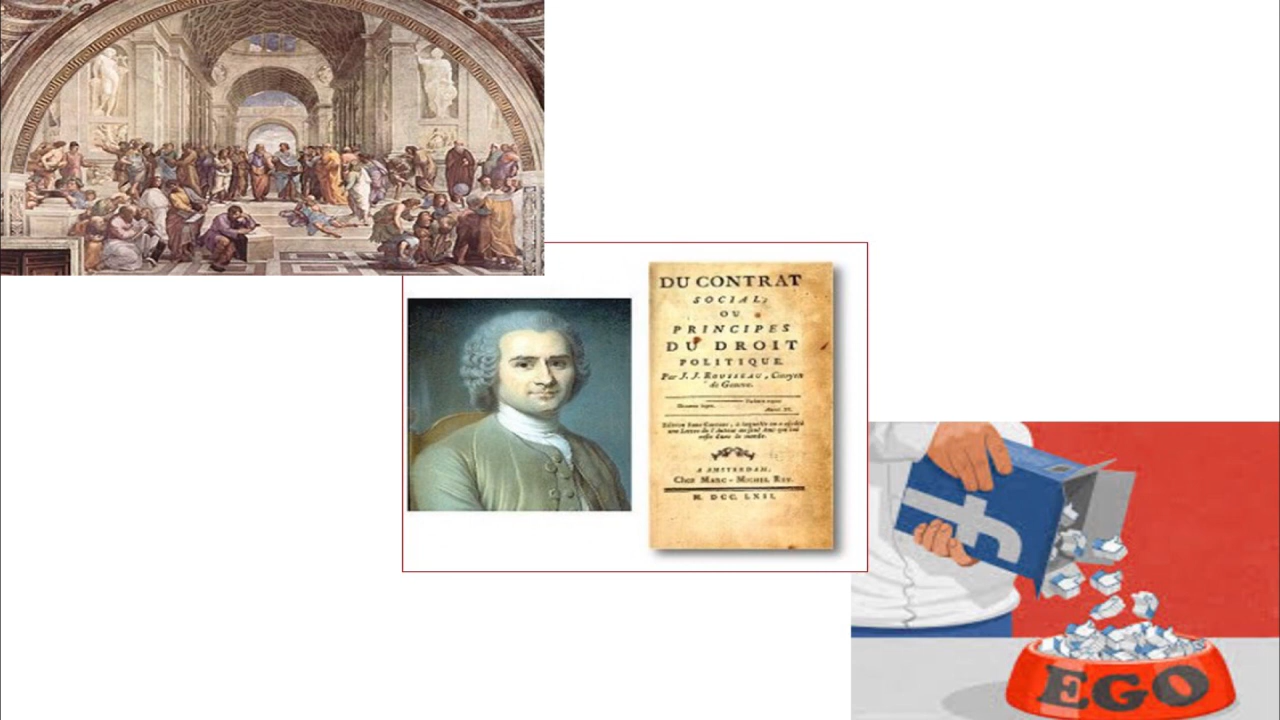 DU CONTRAT
SOCIAL;
OU
PRINCIPES
DU DROIT
POLITIQUE.
Par J. J. ROUSSEAU, Citoyen
de Geneve.
A AMSTERDAM,
Chez MARC-MICHEL REY.
M. DCC. LXII.
f
EGO